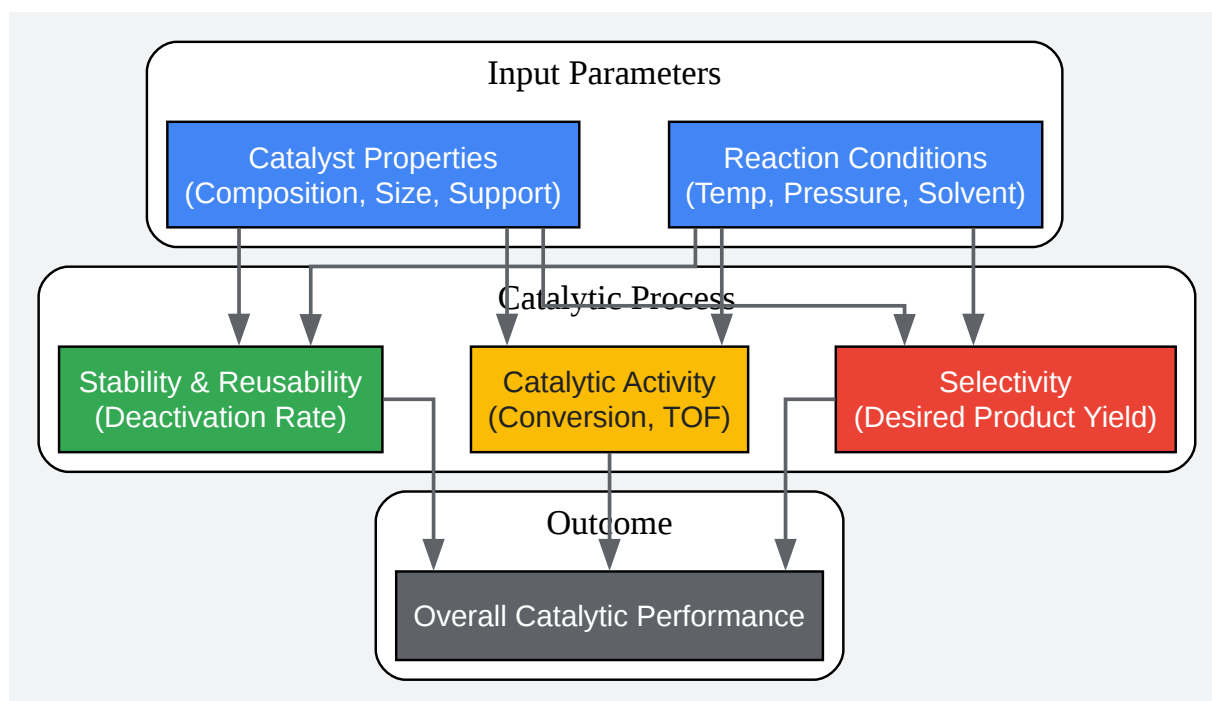 Input Parameters
Catalyst Properties
(Composition, Size, Support)
Reaction Conditions
(Temp, Pressure, Solvent)
Catalytic Process
Stability & Reusability
(Deactivation Rate)
Catalytic Activity
(Conversion, TOF)
Selectivity
(Desired Product Yield)
Outcome
Overall Catalytic Performance